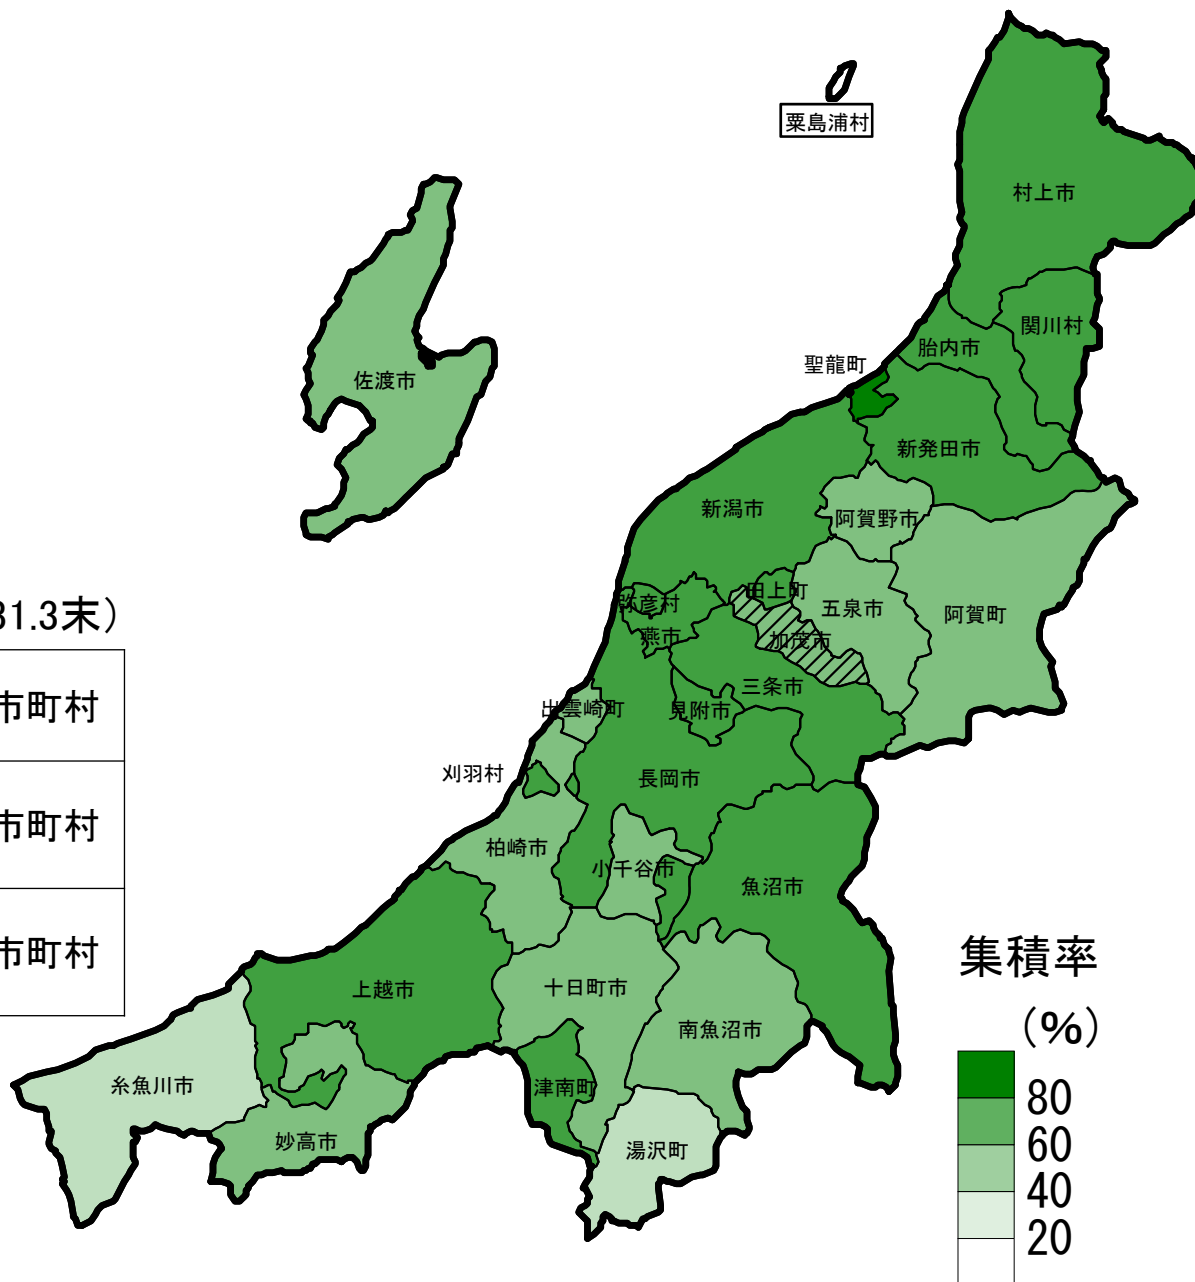 粟島浦村
村上市
関川村
胎内市
聖龍町
佐渡市
新発田市
新潟市
阿賀野市
田上町
弥彦村
五泉市
阿賀町
31.3末)
燕市
加茂市
三条市
市町村
出雲崎町
見附市
刈羽村
長岡市
市町村
柏崎市
小千谷市
魚沼市
市町村
集積率
上越市
十日町市
南魚沼市
(%)
糸魚川市
津南町
80
妙高市
湯沢町
60
40
20